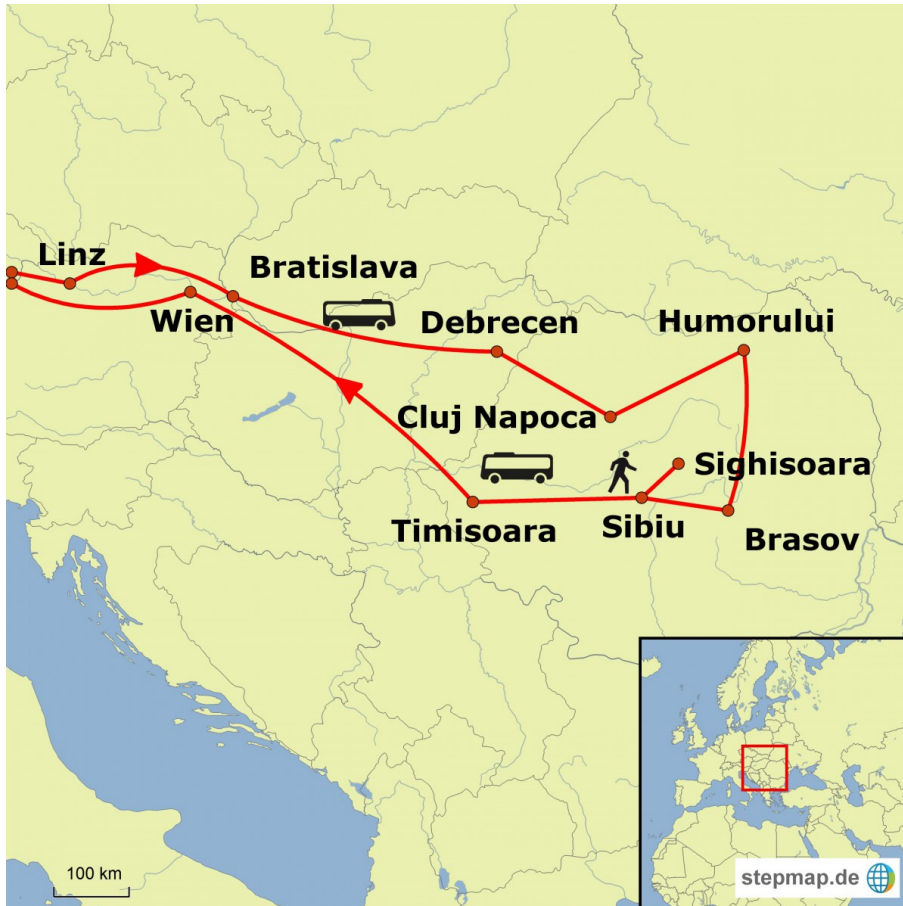 Linz
Bratislava
Wien
Debrecen
Humorului
Cluj Napoca
Sighisoara
Timisoara
Sibiu
Brasov
100 km
stepmap.de